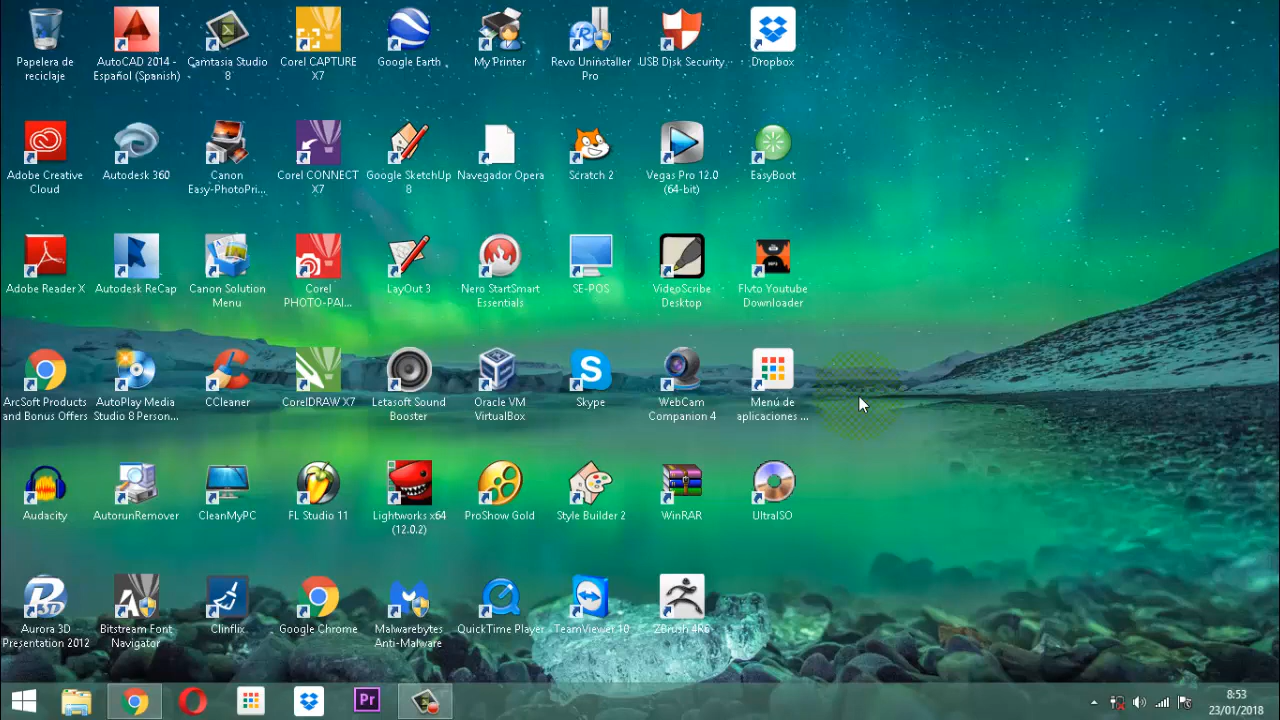 Papelera de
reciclaje
AutoCAD 2014 -
Español (Spanish)
Camtasia Studio
8
Corel CAPTURE
X7
Google Earth
My Printer
Revo Uninstaller
Pro
USB Disk Security
Dropbox
Adobe Creative
Cloud
Autodesk 360
Canon
Easy-PhotoPri...
Corel CONNECT
X7
Google SketchUp
8
Navegador Opera
Scratch 2
Vegas Pro 12.0
(64-bit)
EasyBoot
Adobe Reader X
Autodesk ReCap
Canon Solution
Menu
Corel
PHOTO-PAI...
LayOut 3
Nero StartSmart
Essentials
SE-POS
VideoScribe
Desktop
Flvto Youtube
Downloader
ArcSoft Products
and Bonus Offers
AutoPlay Media
Studio 8 Person...
CCleaner
CorelDRAW X7
Letasoft Sound
Booster
Oracle VM
VirtualBox
Skype
WebCam
Companion 4
Menú de
aplicaciones ...
Audacity
AutorunRemover
CleanMyPC
FL Studio 11
Lightworks x64
(12.0.2)
ProShow Gold
Style Builder 2
WinRAR
UltraISO
Aurora 3D
Presentation 2012
Bitstream Font
Navigator
Clinflix
Google Chrome
Malwarebytes
Anti-Malware
QuickTime Player
TeamViewer 10
ZBrush 4R6
Pr
8:53
23/01/2018